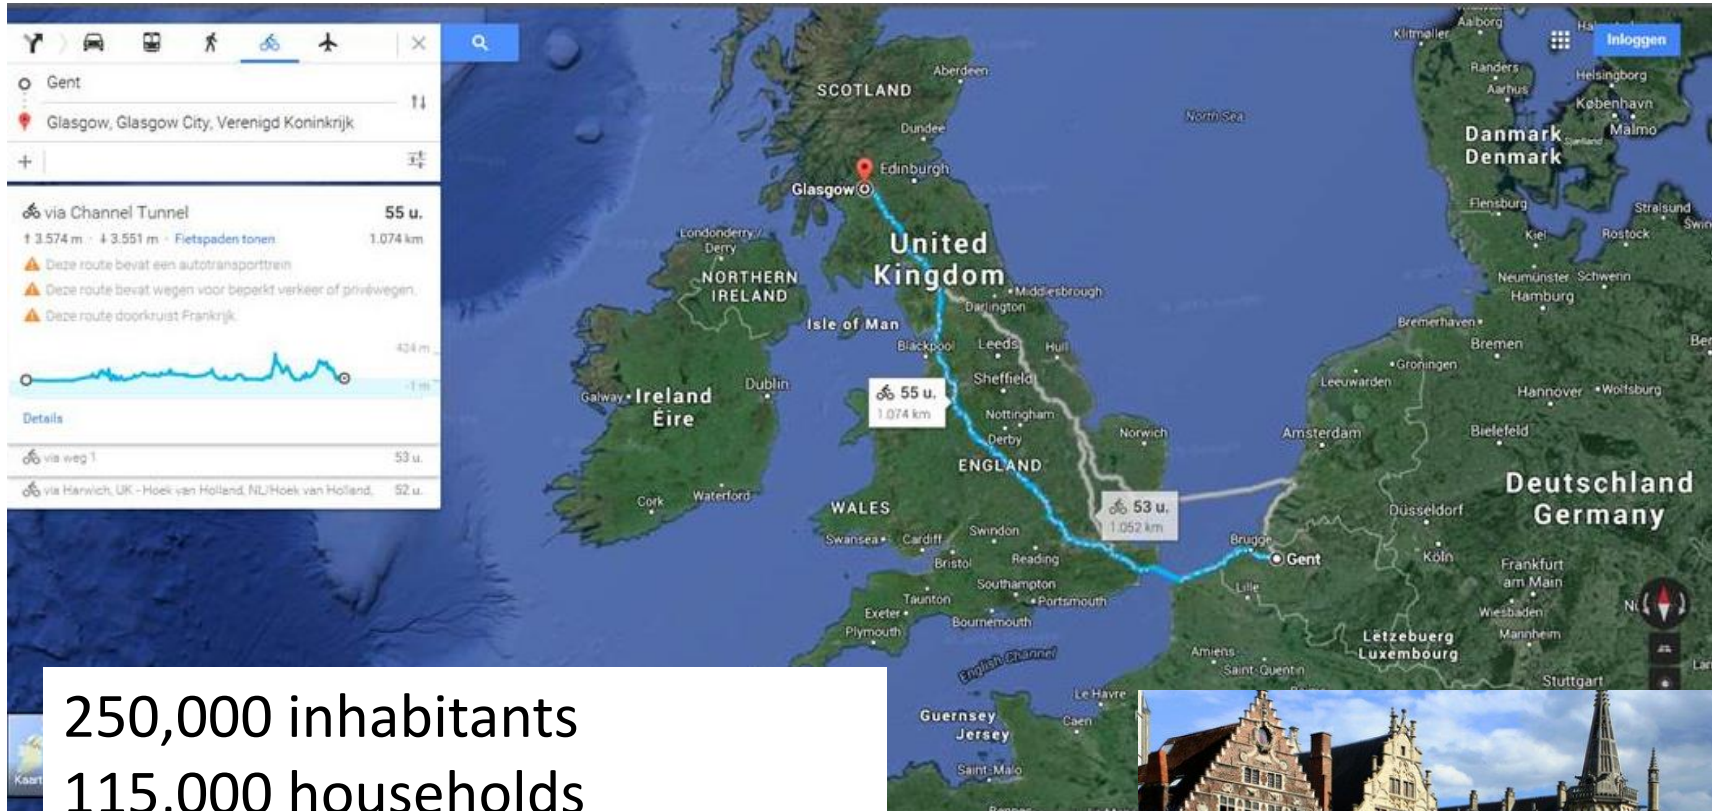 Gent
Glasgow, Glasgow City, Verenigd Koninkrijk
via Channel Tunnel 55 u.
↑ 3.574 m · ↓ 3.551 m · Fietspaden tonen 1.074 km
Deze route bevat een autotransporttrein
Deze route bevat wegen voor beperkt verkeer of privéwegen.
Deze route doorkruist Frankrijk.
424 m
-1 m
Details
via weg 1 53 u.
via Harwich, UK - Hoek van Holland, NL/Hoek van Holland, 52 u.
Inloggen
Aalborg
Klitmøller
Randers
Aarhus
Helsingborg
København
Malmo
Danmark
Denmark
Sjælland
Flensburg
Stralsund
Kiel
Rostock
Neumünster
Schwerin
Hamburg
Bremerhaven
Bremen
Groningen
Leeuwarden
Hannover
Wolfsburg
Amsterdam
Bielefeld
Deutschland
Germany
Düsseldorf
Köln
Frankfurt
am Main
Wiesbaden
Mannheim
Lëtzebuerg
Luxembourg
Stuttgart
North Sea
SCOTLAND
Aberdeen
Dundee
Edinburgh
Glasgow
United
Kingdom
Londonderry/
Derry
NORTHERN
IRELAND
Isle of Man
Middlesbrough
Darlington
Blackpool
Leeds
Hull
Sheffield
Dublin
Galway
Ireland
Éire
55 u.
1.074 km
Nottingham
Derby
Norwich
ENGLAND
Cork
Waterford
WALES
53 u.
1.052 km
Swansea
Cardiff
Swindon
Bristol
Reading
Brugge
Gent
Southampton
Taunton
Portsmouth
Lille
Exeter
Bournemouth
Plymouth
English Channel
Amiens
Saint-Quentin
Le Havre
Guernsey
Jersey
Caen
Saint-Malo
Kaart
250,000 inhabitants
115,000 households